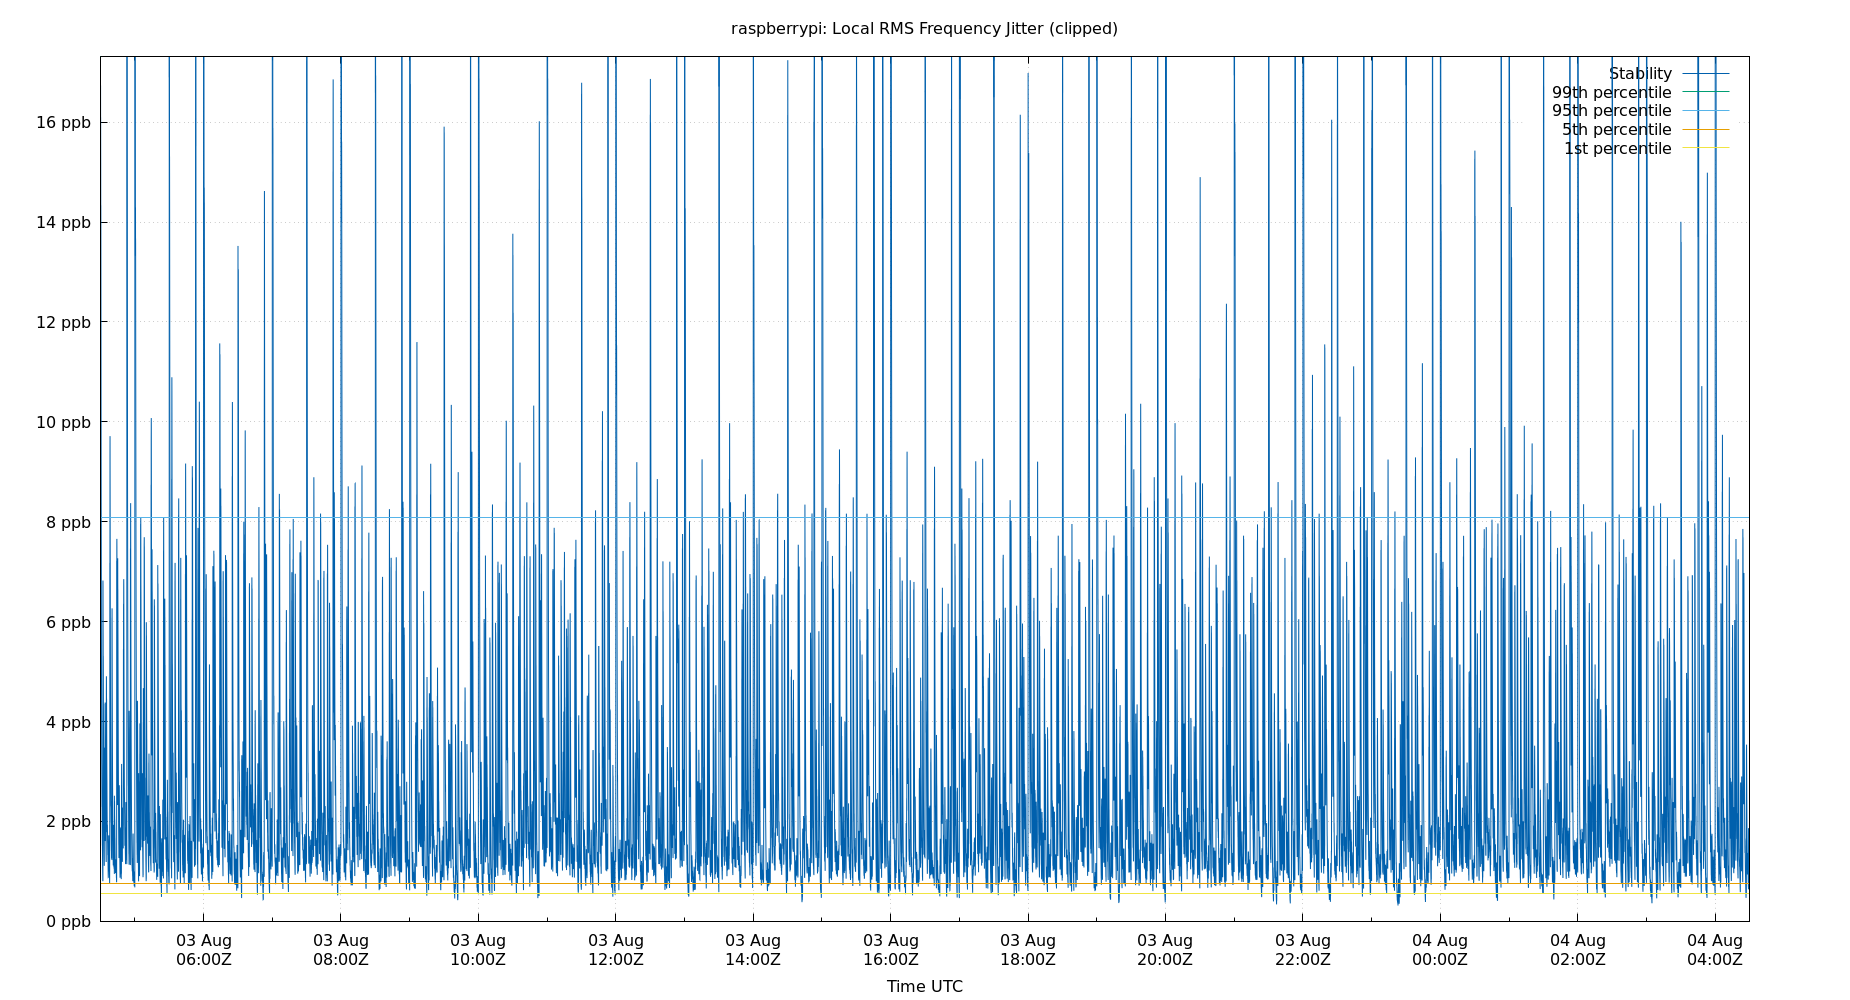 raspberrypi: Local RMS Frequency Jitter (clipped)
Stability
99th percentile
95th percentile
5th percentile
1st percentile
16 ppb
14 ppb
12 ppb
10 ppb
8 ppb
6 ppb
4 ppb
2 ppb
0 ppb
03 Aug 03 Aug 03 Aug 03 Aug 03 Aug 03 Aug 03 Aug 03 Aug 03 Aug 04 Aug 04 Aug 04 Aug
06:00Z 08:00Z 10:00Z 12:00Z 14:00Z 16:00Z 18:00Z 20:00Z 22:00Z 00:00Z 02:00Z 04:00Z
Time UTC